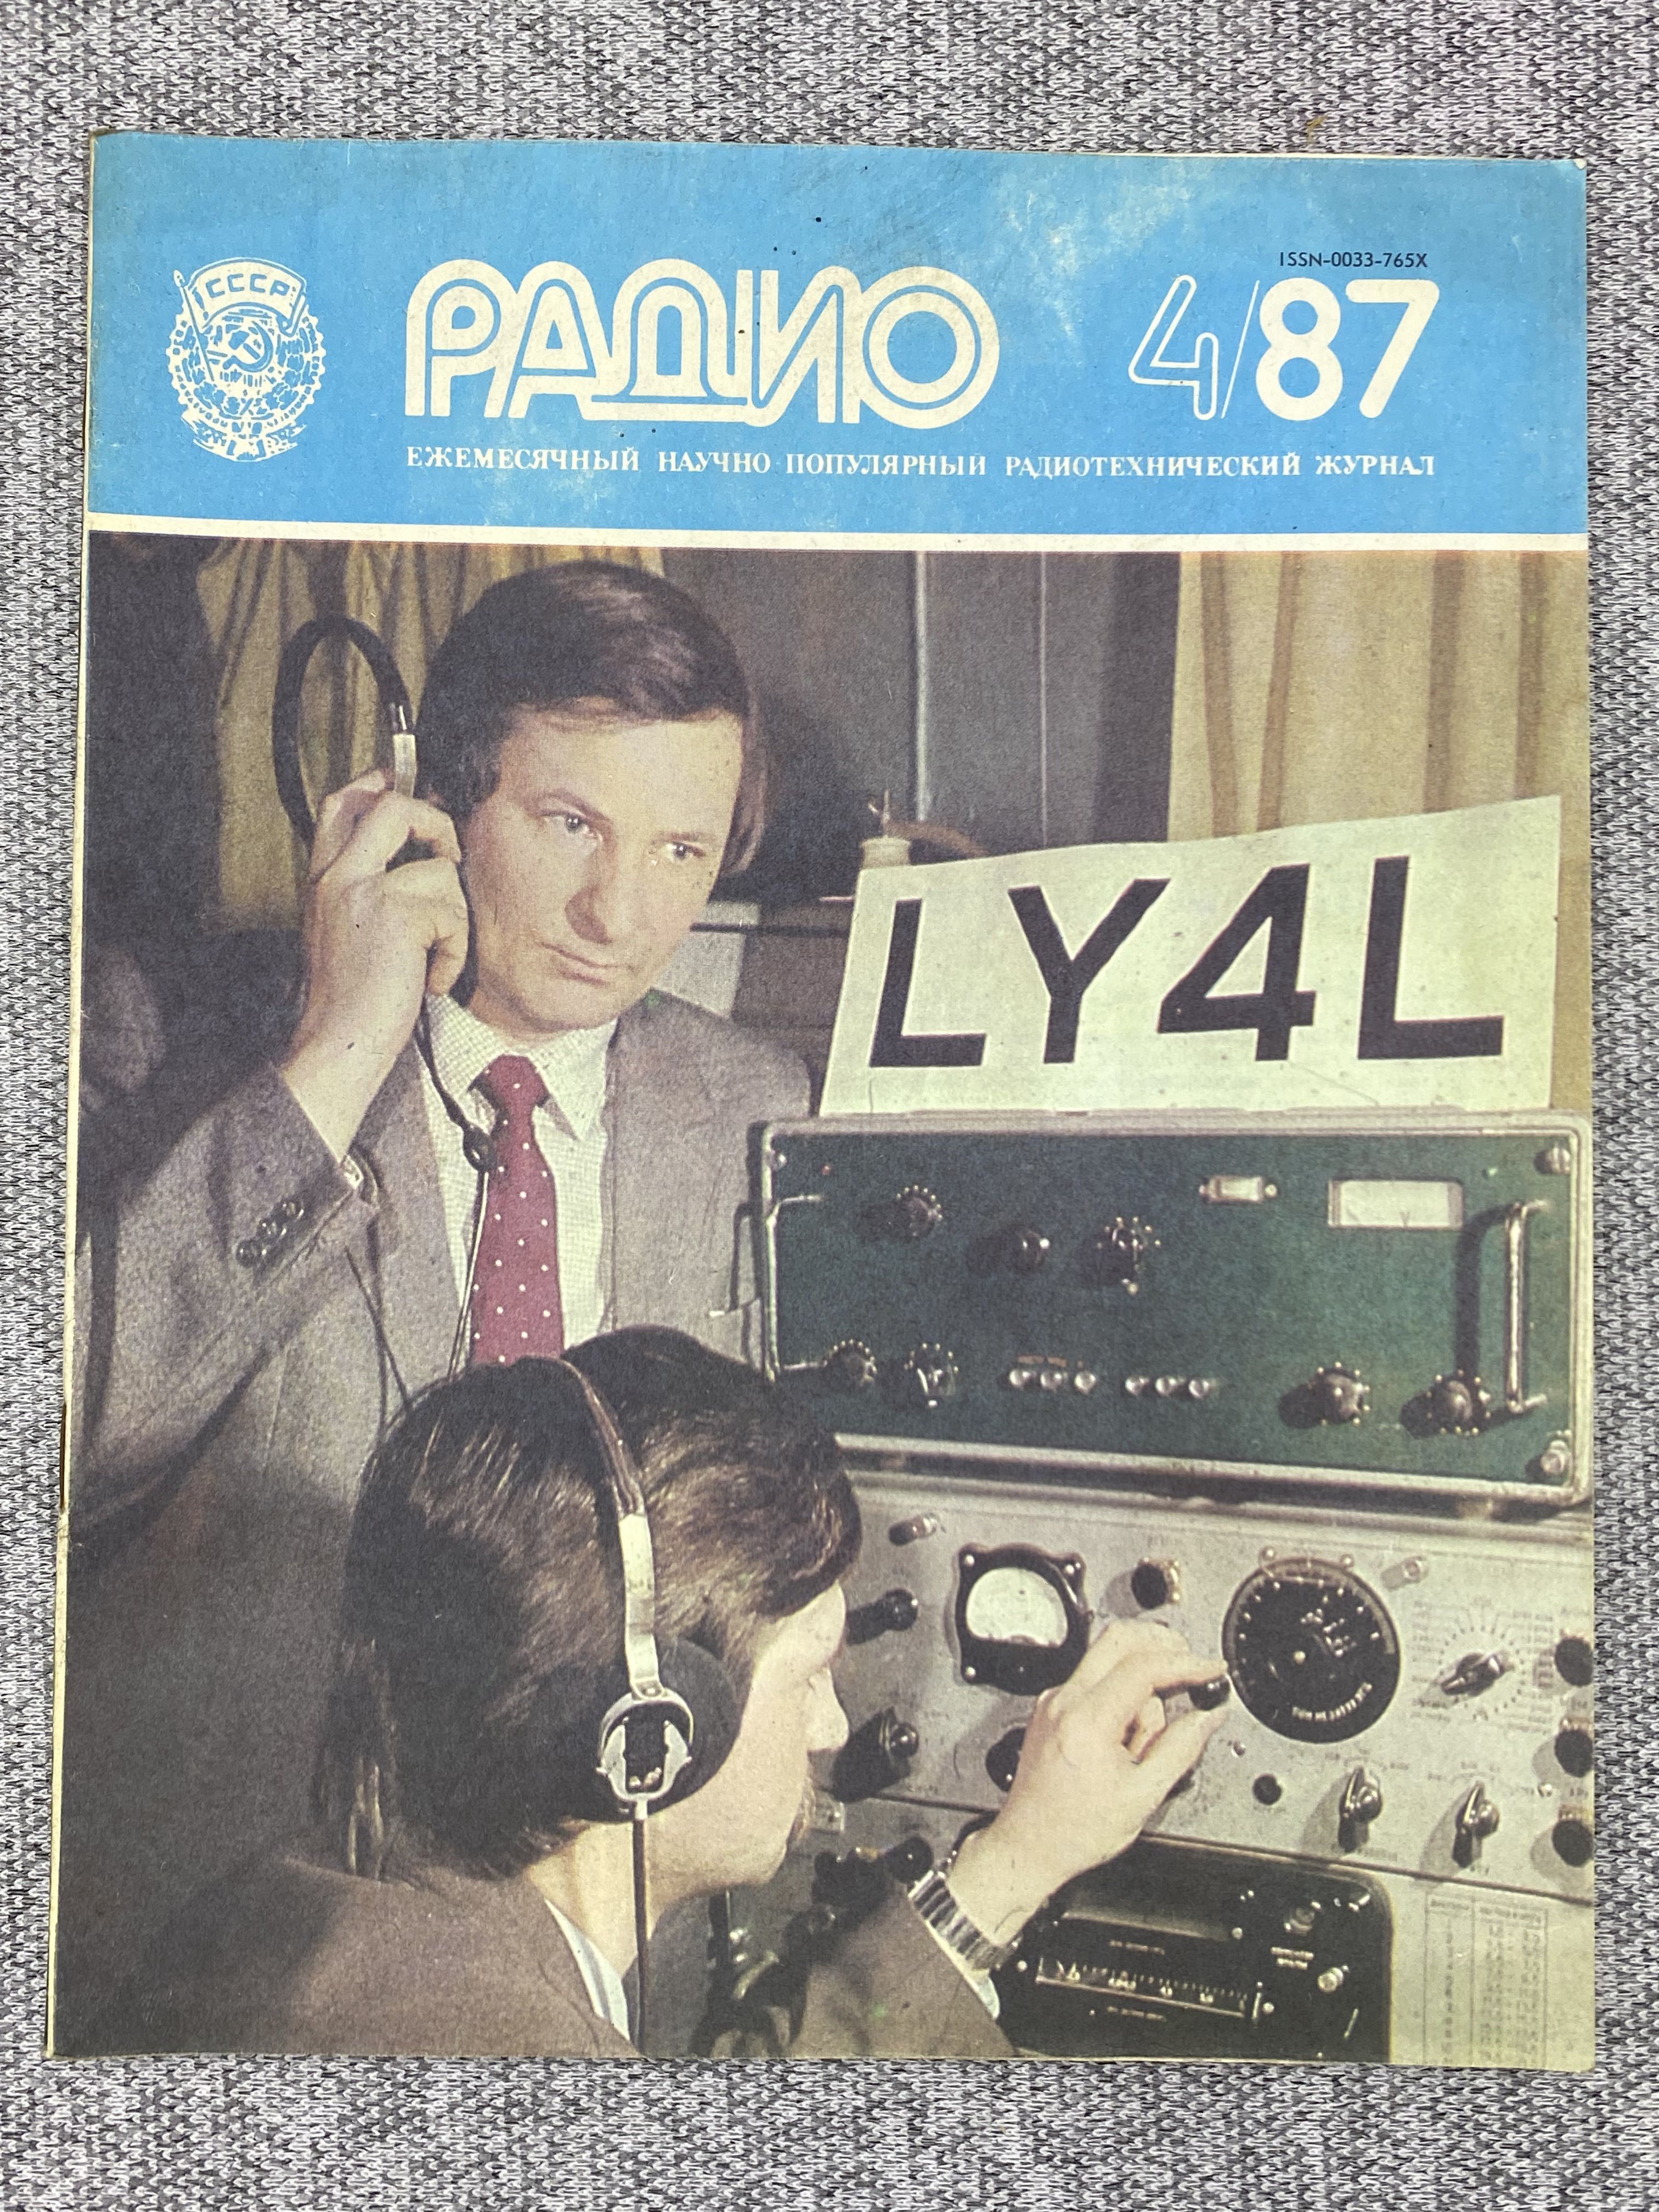 ISSN-0033-765X
СССР
РАДИО 4/87
ЕЖЕМЕСЯЧНЫЙ НАУЧНО ПОПУЛЯРНЫЙ РАДИОТЕХНИЧЕСКИЙ ЖУРНАЛ
LY4L